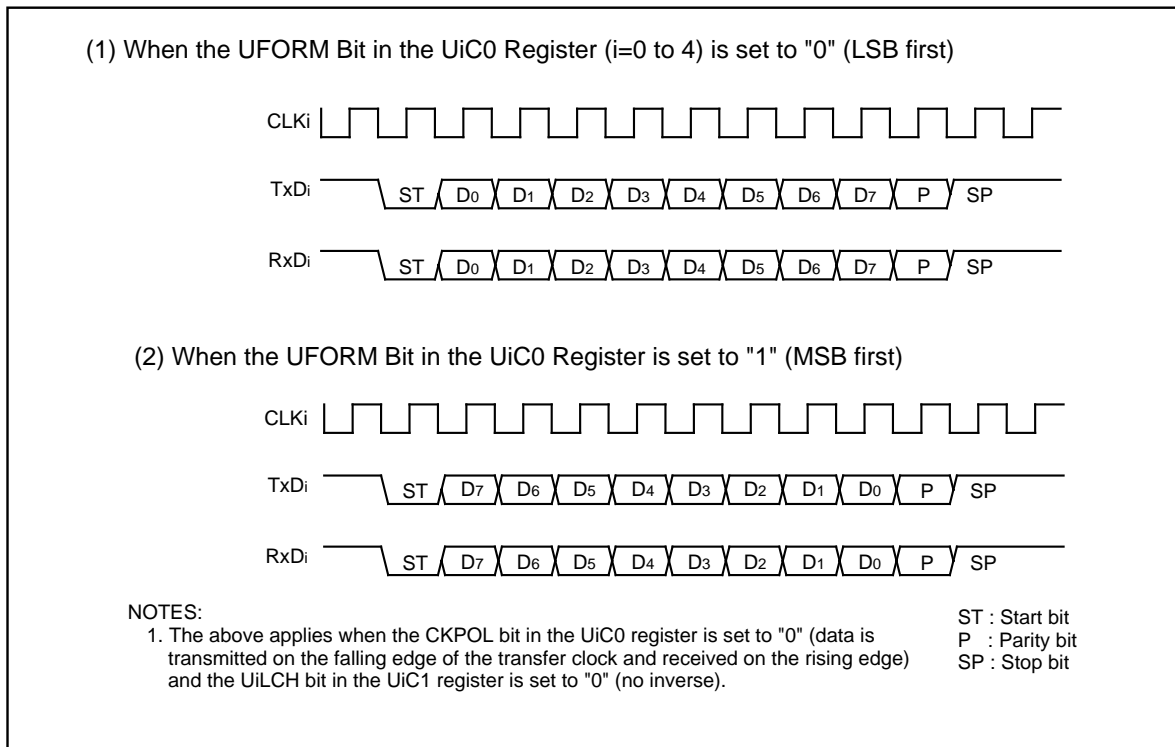 (1) When the UFORM Bit in the UiC0 Register (i=0 to 4) is set to "0" (LSB first)
CLKi
TxDi ST D0 D1 D2 D3 D4 D5 D6 D7 P SP
RxDi ST D0 D1 D2 D3 D4 D5 D6 D7 P SP
(2) When the UFORM Bit in the UiC0 Register is set to "1" (MSB first)
CLKi
TxDi ST D7 D6 D5 D4 D3 D2 D1 D0 P SP
RxDi ST D7 D6 D5 D4 D3 D2 D1 D0 P SP
NOTES:
1. The above applies when the CKPOL bit in the UiC0 register is set to "0" (data is
transmitted on the falling edge of the transfer clock and received on the rising edge)
and the UiLCH bit in the UiC1 register is set to "0" (no inverse).
ST : Start bit
P : Parity bit
SP : Stop bit